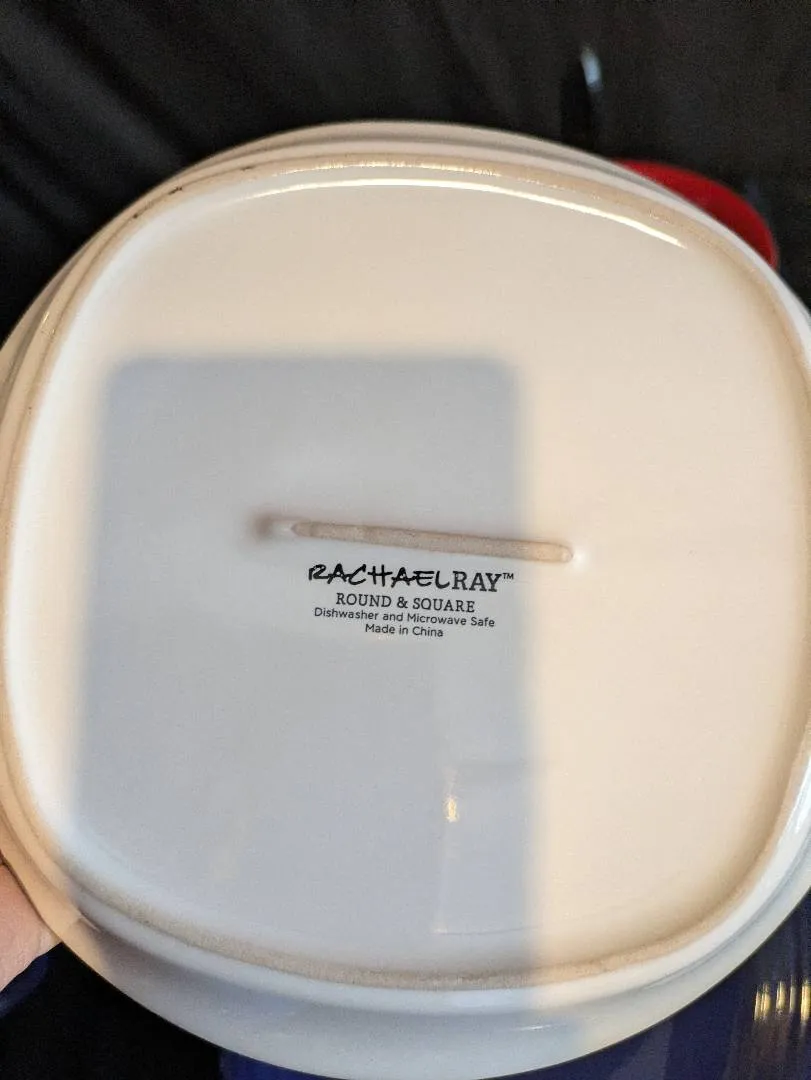 RACHAELRAY™
ROUND & SQUARE
Dishwasher and Microwave Safe
Made in China